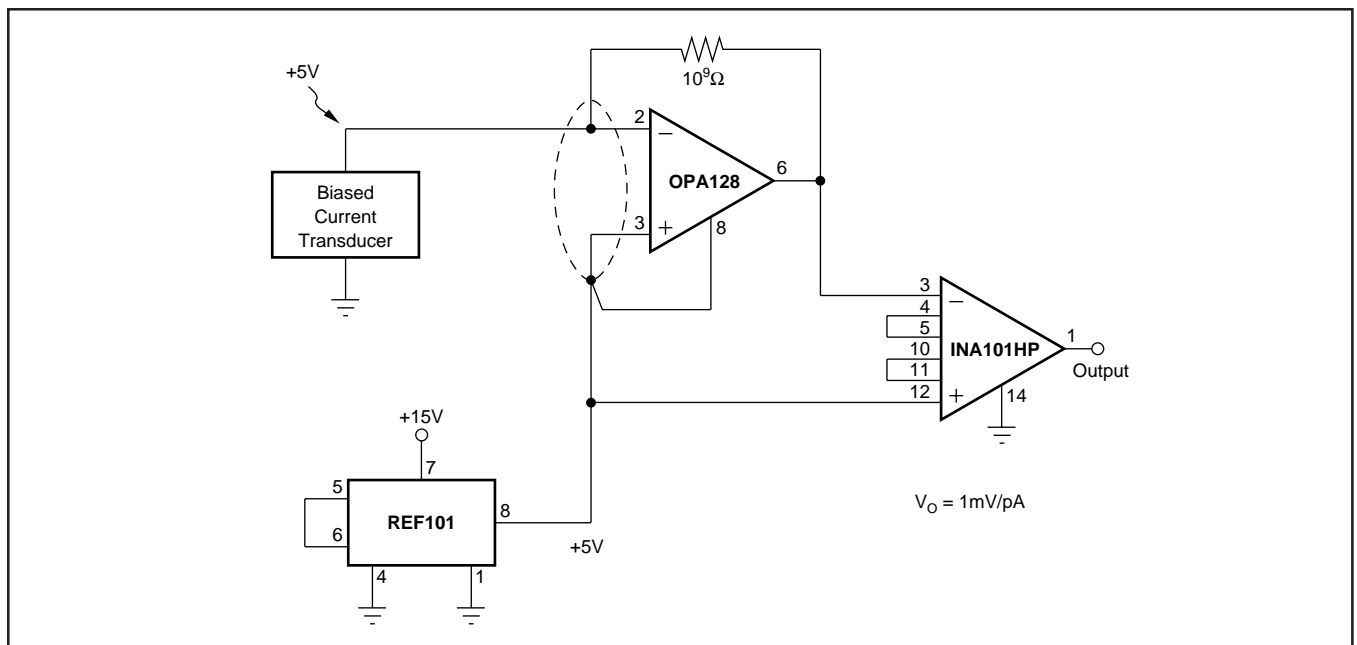 10⁹Ω
+5V
2
−
OPA128
6
3
+
8
Biased
Current
Transducer
3
−
4
5
INA101HP
1
10
11
Output
12
+
14
+15V
7
5
REF101
8
6
+5V
4
1
V_O = 1mV/pA